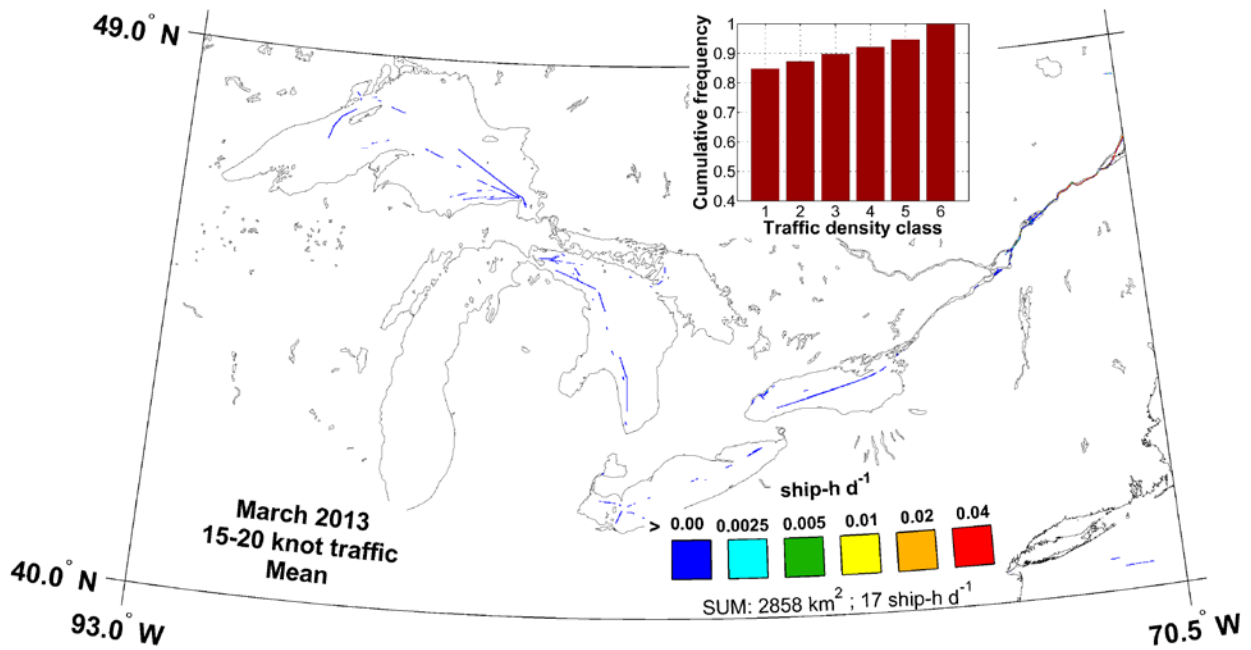 49.0° N
Cumulative frequency
1
0.9
0.8
0.7
0.6
0.5
0.4
1 2 3 4 5 6
Traffic density class
ship-h d⁻¹
> 0.00 0.0025 0.005 0.01 0.02 0.04
SUM: 2858 km² ; 17 ship-h d⁻¹
March 2013
15-20 knot traffic
Mean
40.0° N
93.0° W
70.5° W